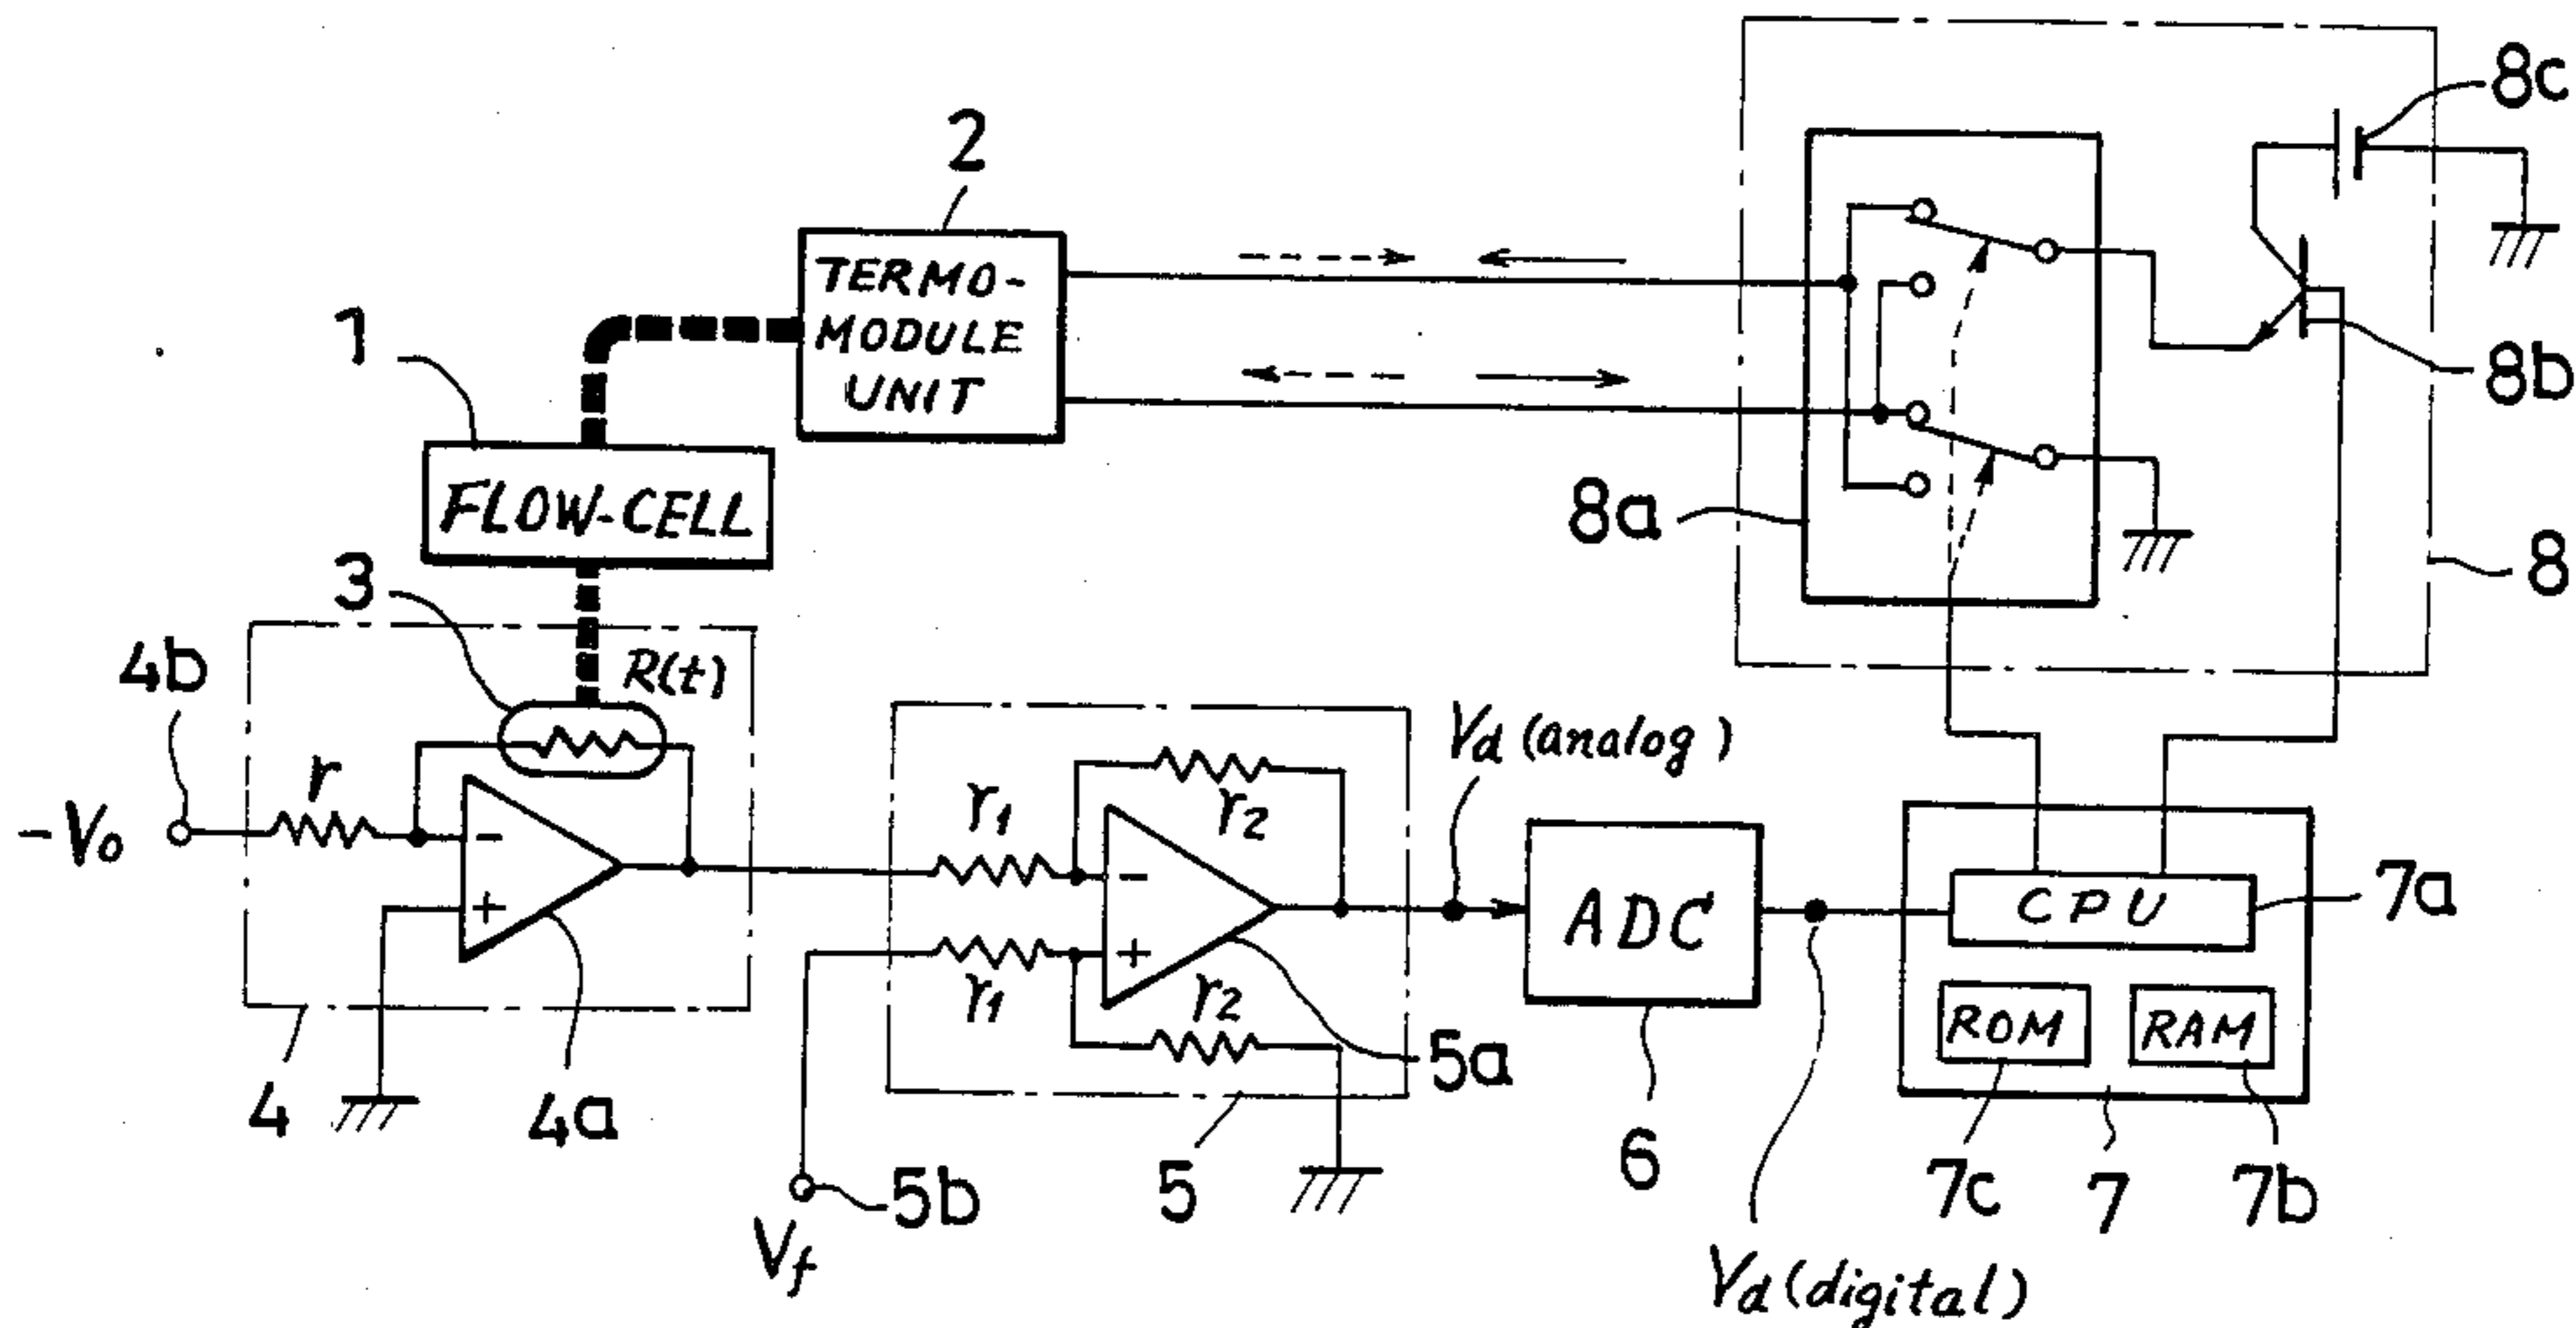 8c
2
TERMO-
MODULE
UNIT
1
8b
FLOW-CELL
8a
8
3
4b
R(t)
Vd (analog)
r
r1
r2
-Vo
-
+
-
+
ADC
CPU
7a
r1
r2
ROM
RAM
5a
4
4a
6
5b
5
7c
7
7b
Vf
Vd (digital)